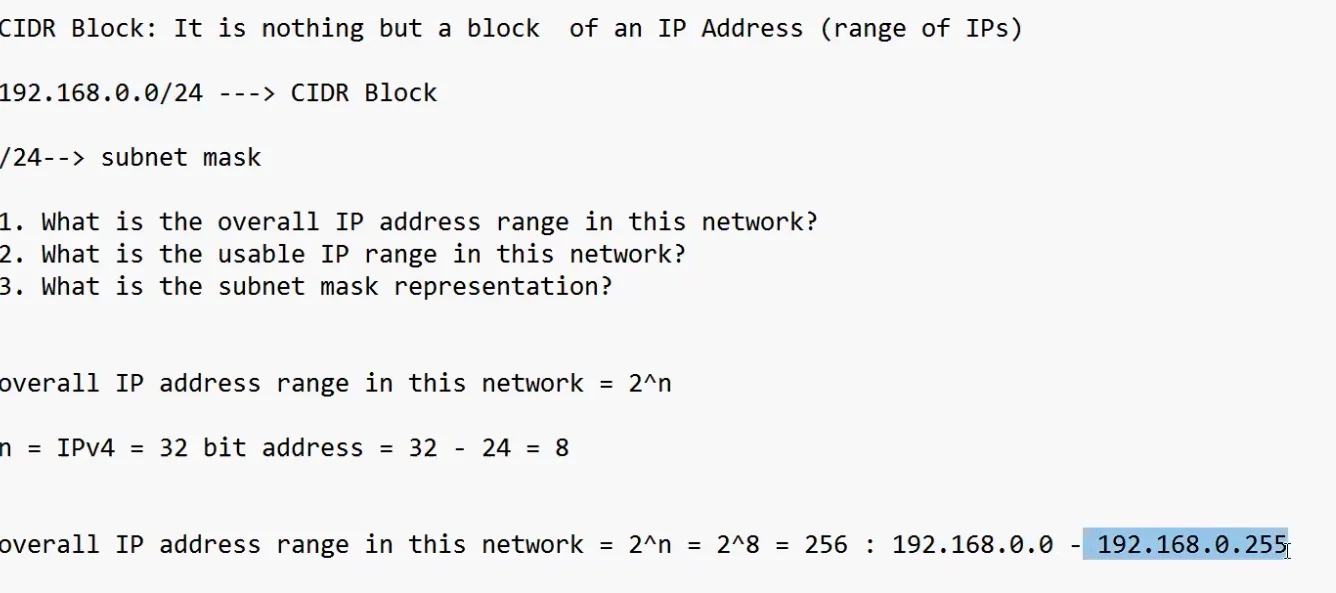 CIDR Block: It is nothing but a block  of an IP Address (range of IPs)
192.168.0.0/24 ---> CIDR Block
/24--> subnet mask
1. What is the overall IP address range in this network?
2. What is the usable IP range in this network?
3. What is the subnet mask representation?
overall IP address range in this network = 2^n
n = IPv4 = 32 bit address = 32 - 24 = 8
overall IP address range in this network = 2^n = 2^8 = 256 : 192.168.0.0 - 192.168.0.255